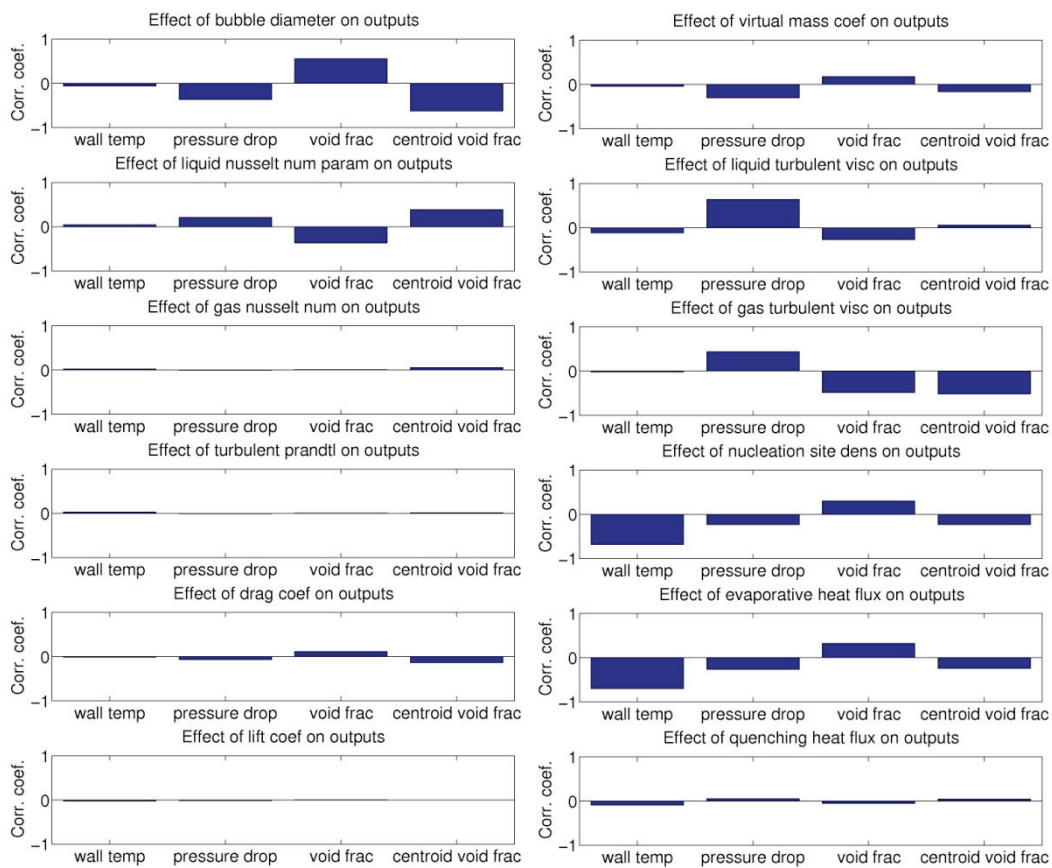 Effect of bubble diameter on outputs
Corr. coef.
1
0
−1
wall temp pressure drop void frac centroid void frac
Effect of virtual mass coef on outputs
Corr. coef.
1
0
−1
wall temp pressure drop void frac centroid void frac
Effect of liquid nusselt num param on outputs
Corr. coef.
1
0
−1
wall temp pressure drop void frac centroid void frac
Effect of liquid turbulent visc on outputs
Corr. coef.
1
0
−1
wall temp pressure drop void frac centroid void frac
Effect of gas nusselt num on outputs
Corr. coef.
1
0
−1
wall temp pressure drop void frac centroid void frac
Effect of gas turbulent visc on outputs
Corr. coef.
1
0
−1
wall temp pressure drop void frac centroid void frac
Effect of turbulent prandtl on outputs
Corr. coef.
1
0
−1
wall temp pressure drop void frac centroid void frac
Effect of nucleation site dens on outputs
Corr. coef.
1
0
−1
wall temp pressure drop void frac centroid void frac
Effect of drag coef on outputs
Corr. coef.
1
0
−1
wall temp pressure drop void frac centroid void frac
Effect of evaporative heat flux on outputs
Corr. coef.
1
0
−1
wall temp pressure drop void frac centroid void frac
Effect of lift coef on outputs
Corr. coef.
1
0
−1
wall temp pressure drop void frac centroid void frac
Effect of quenching heat flux on outputs
Corr. coef.
1
0
−1
wall temp pressure drop void frac centroid void frac